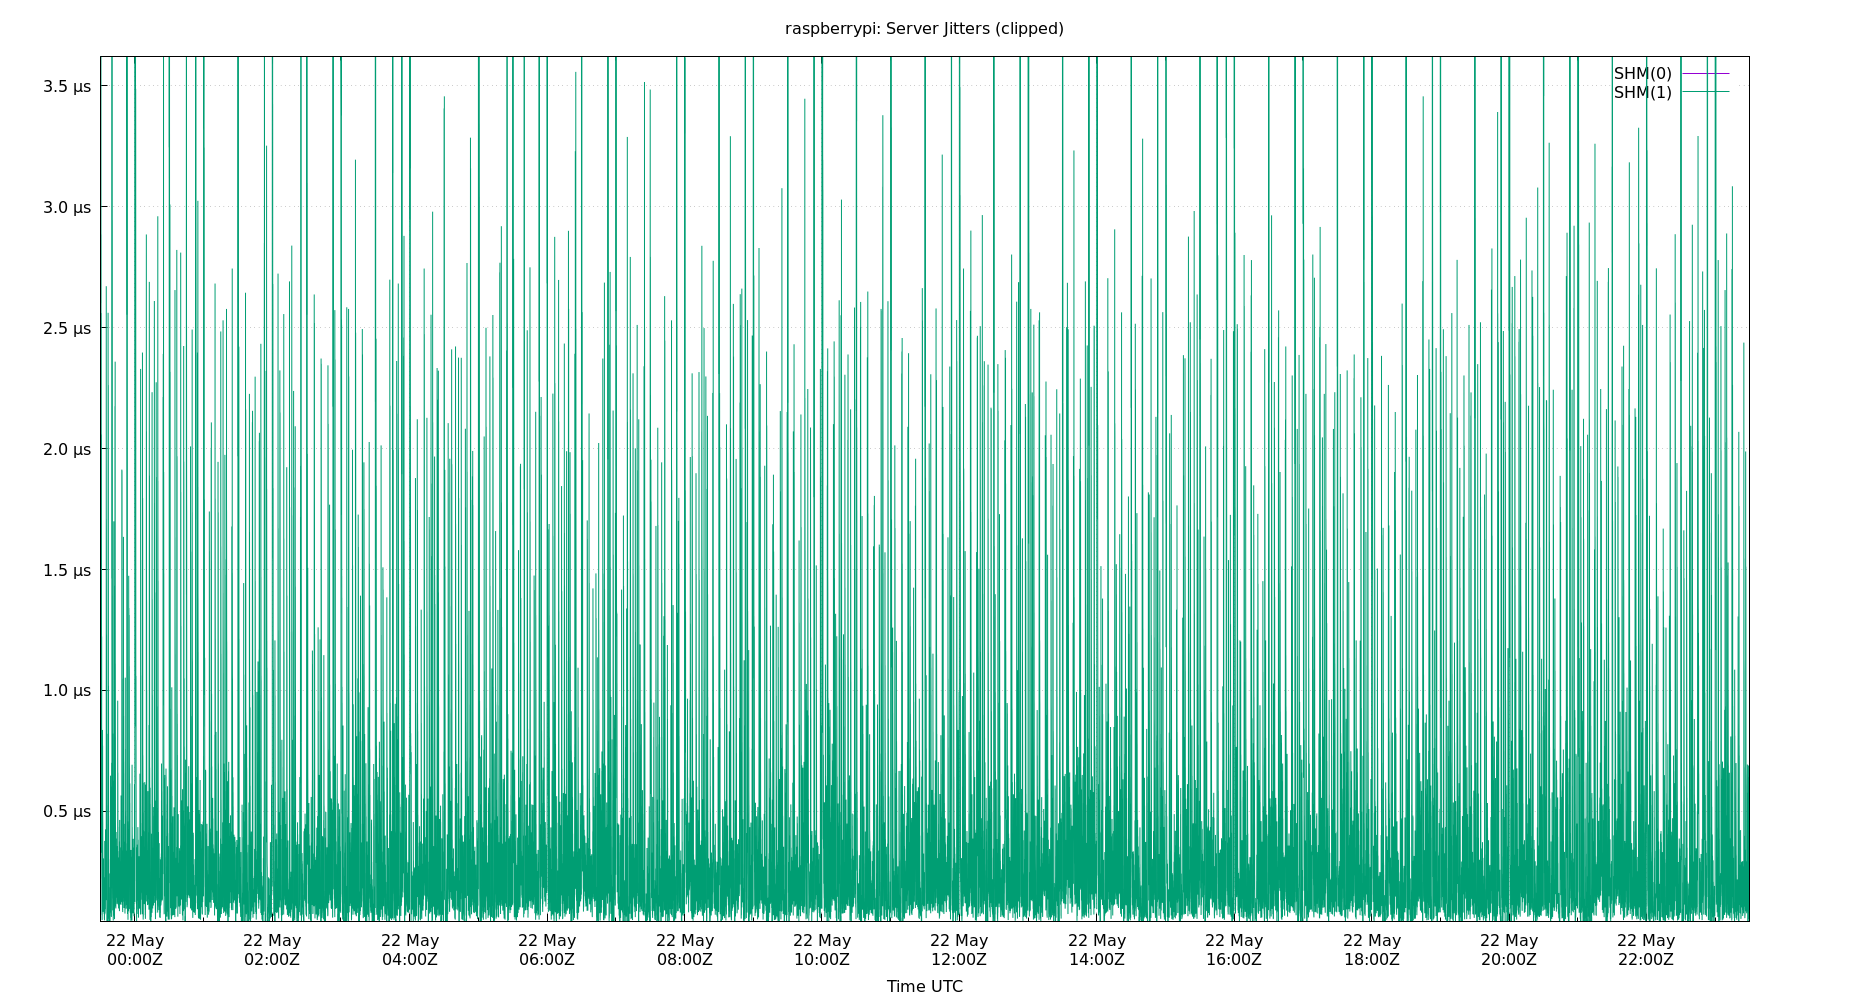 raspberrypi: Server Jitters (clipped)
SHM(0)
SHM(1)
3.5 µs
3.0 µs
2.5 µs
2.0 µs
1.5 µs
1.0 µs
0.5 µs
22 May 22 May 22 May 22 May 22 May 22 May 22 May 22 May 22 May 22 May 22 May 22 May
00:00Z 02:00Z 04:00Z 06:00Z 08:00Z 10:00Z 12:00Z 14:00Z 16:00Z 18:00Z 20:00Z 22:00Z
Time UTC